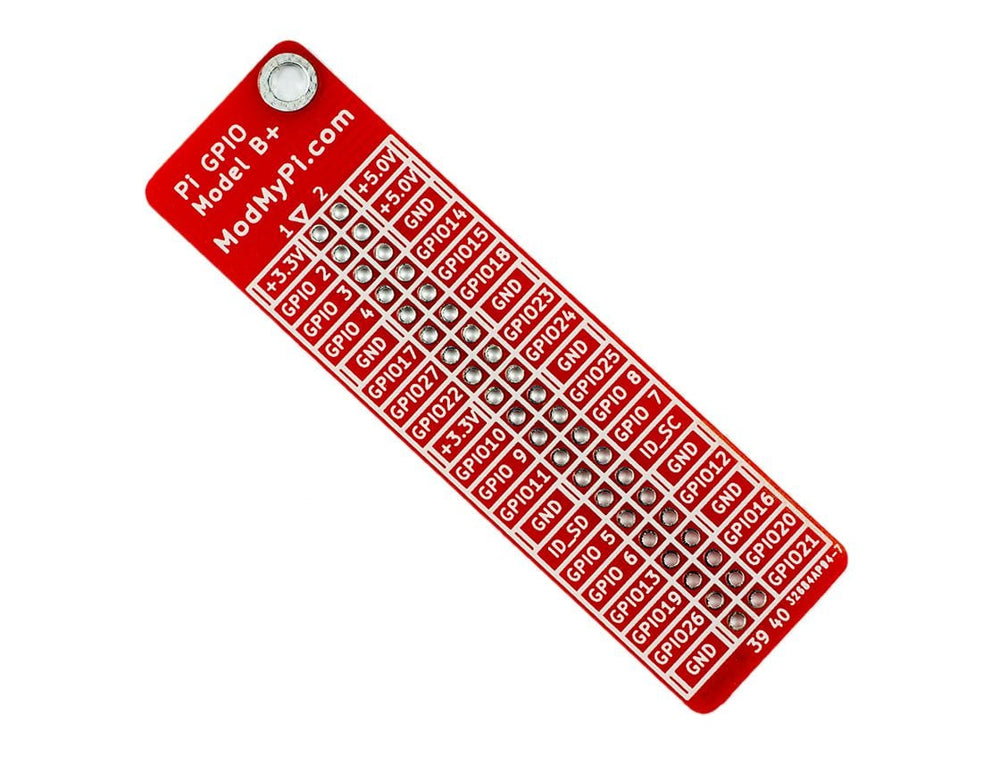 Pi GPIO
Model B+
ModMyPi.com
1 2
+3.3V +5.0V
GPIO 2 +5.0V
GPIO 3 GND
GPIO 4 GPIO14
GND GPIO15
GPIO17 GPIO18
GPIO27 GND
GPIO22 GPIO23
+3.3V GPIO24
GPIO10 GND
GPIO 9 GPIO25
GPIO11 GPIO 8
GND GPIO 7
ID_SD ID_SC
GPIO 5 GND
GPIO 6 GPIO12
GPIO13 GND
GPIO19 GPIO16
GPIO26 GPIO20
GND GPIO21
39 40 32004AP04-7